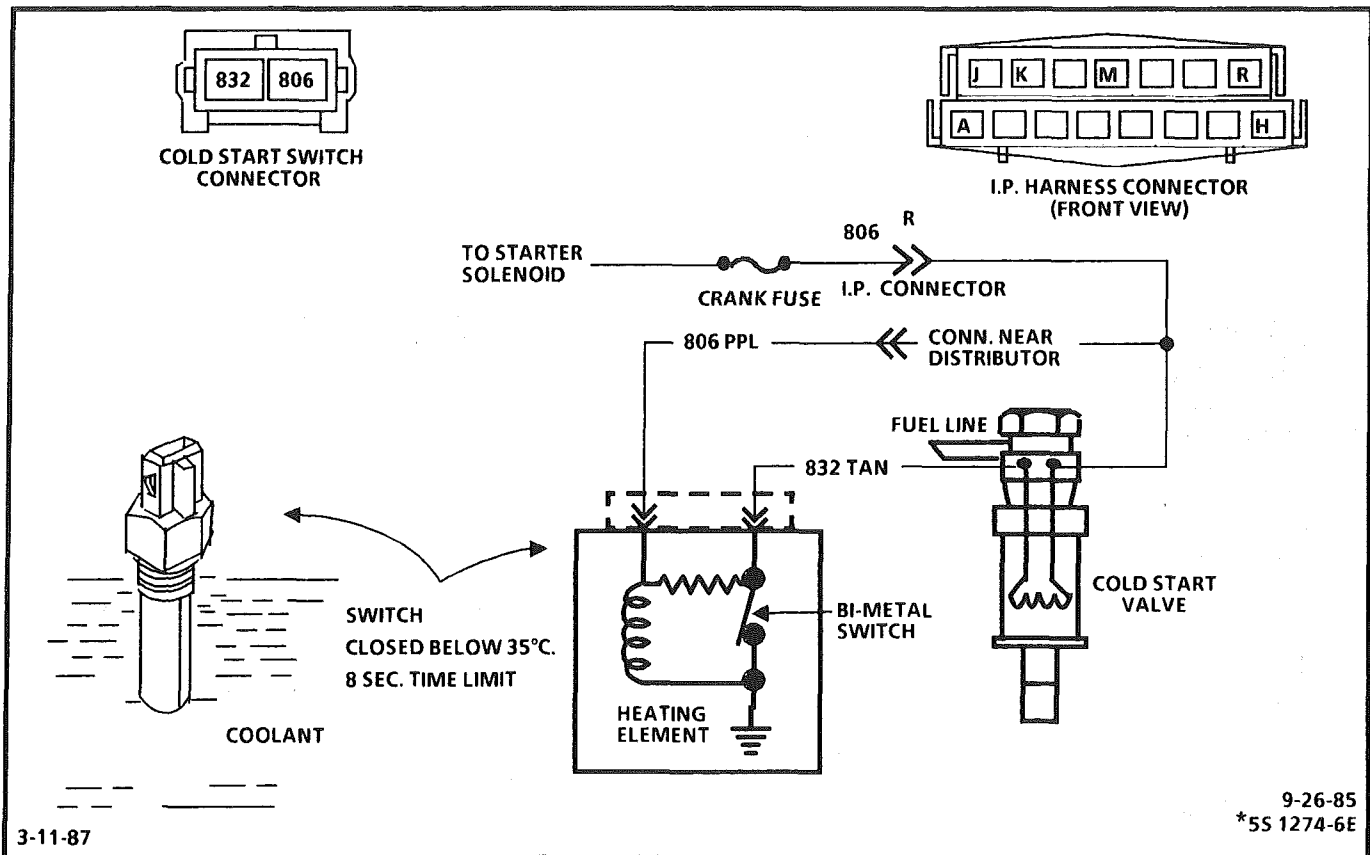 832 806
COLD START SWITCH
CONNECTOR
J K M R
A H
I.P. HARNESS CONNECTOR
(FRONT VIEW)
TO STARTER
SOLENOID
CRANK FUSE
806 R
I.P. CONNECTOR
806 PPL
CONN. NEAR
DISTRIBUTOR
FUEL LINE
832 TAN
COLD START
VALVE
BI-METAL
SWITCH
SWITCH
CLOSED BELOW 35°C.
8 SEC. TIME LIMIT
HEATING
ELEMENT
COOLANT
3-11-87
9-26-85
*5S 1274-6E